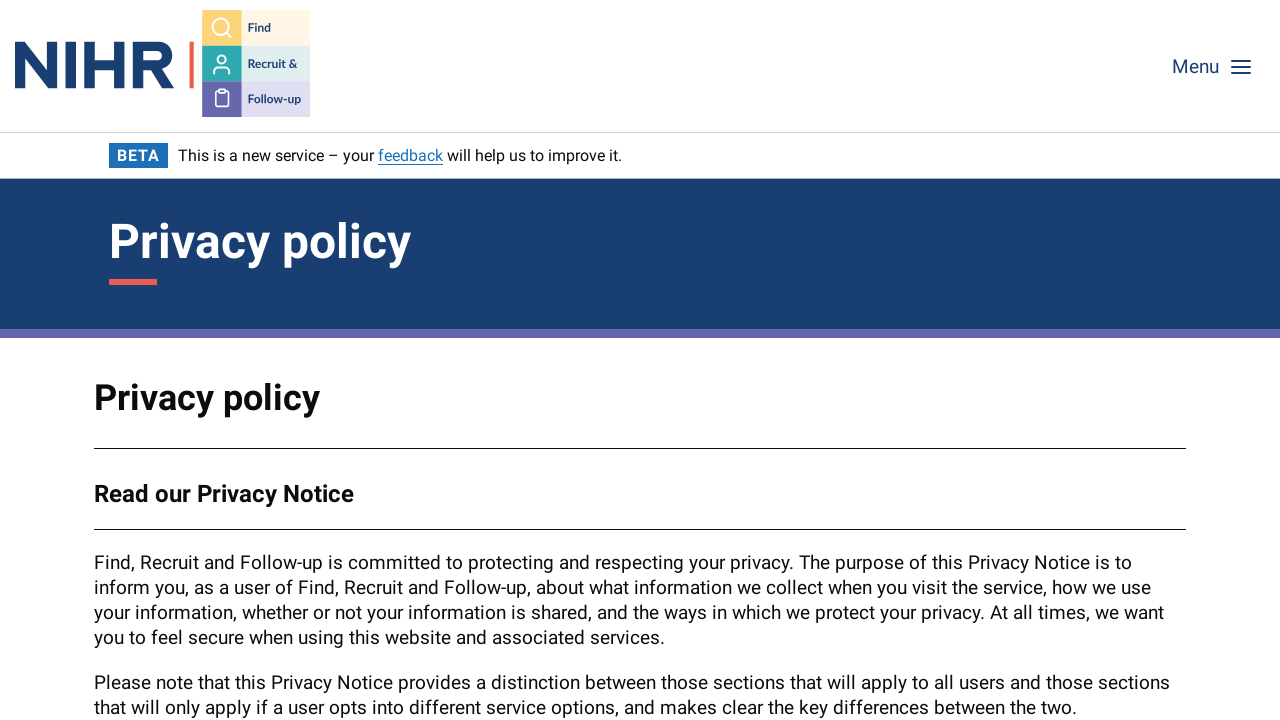 NIHR
Find
Recruit &
Follow-up
Menu
BETA This is a new service – your feedback will help us to improve it.
Privacy policy
Privacy policy
Read our Privacy Notice
Find, Recruit and Follow-up is committed to protecting and respecting your privacy. The purpose of this Privacy Notice is to
inform you, as a user of Find, Recruit and Follow-up, about what information we collect when you visit the service, how we use
your information, whether or not your information is shared, and the ways in which we protect your privacy. At all times, we want
you to feel secure when using this website and associated services.
Please note that this Privacy Notice provides a distinction between those sections that will apply to all users and those sections
that will only apply if a user opts into different service options, and makes clear the key differences between the two.